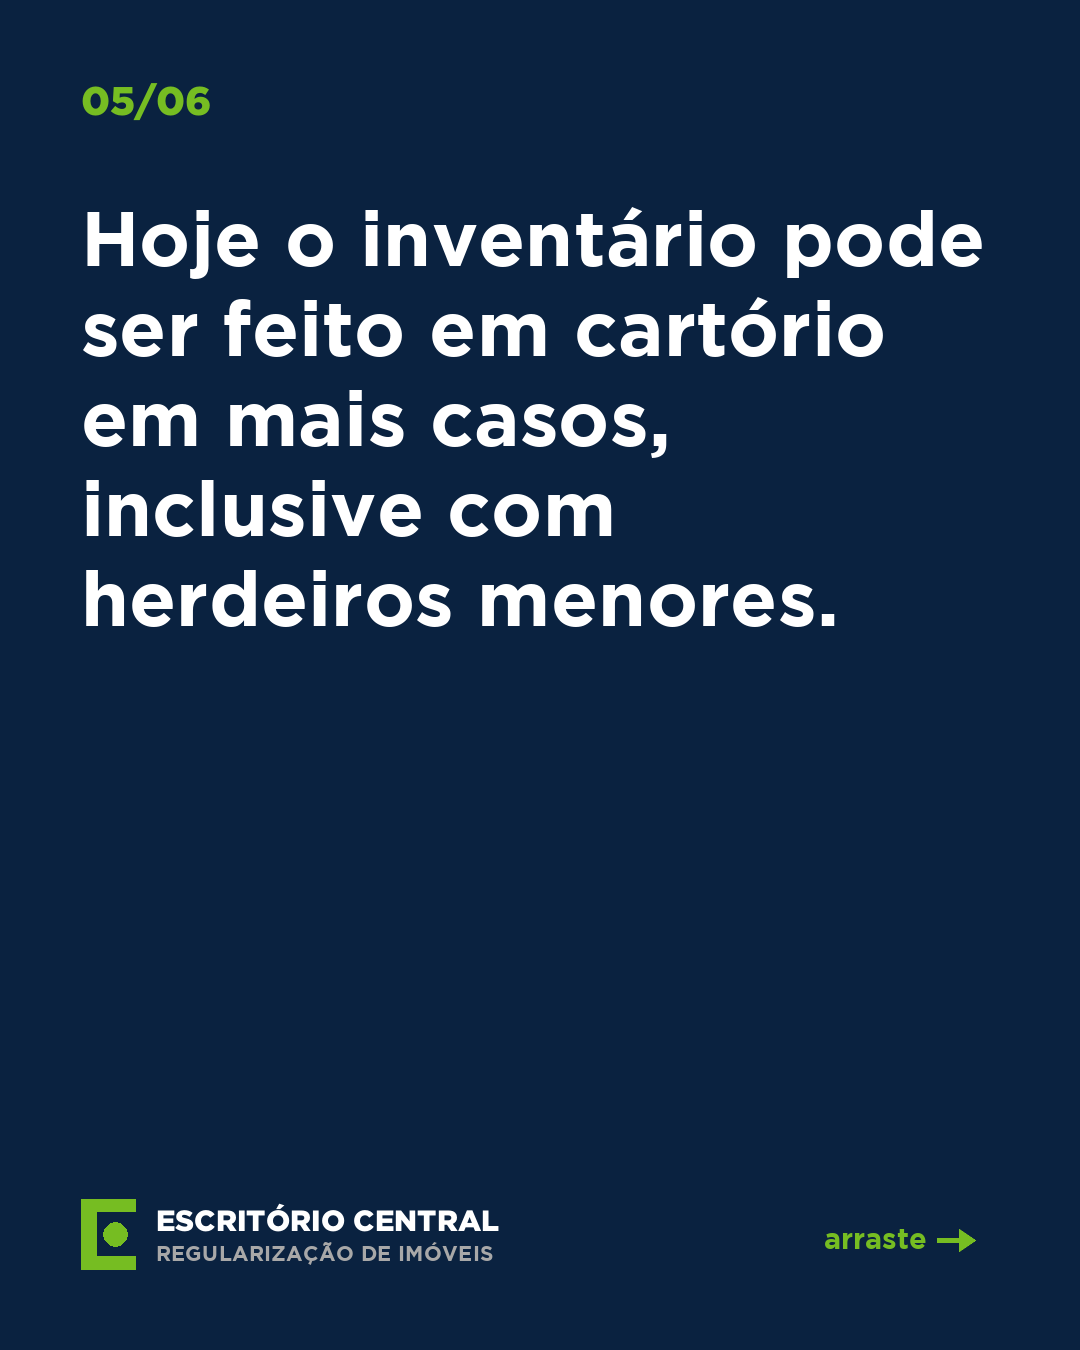 05/06
Hoje o inventário pode
ser feito em cartório
em mais casos,
inclusive com
herdeiros menores.
ESCRITÓRIO CENTRAL
REGULARIZAÇÃO DE IMÓVEIS
arraste